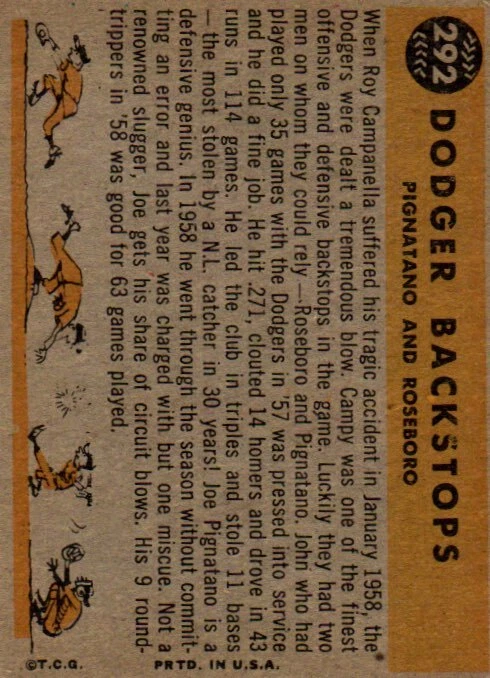 292
DODGER BACKSTOPS
PIGNATANO AND ROSEBORO
When Roy Campanella suffered his tragic accident in January 1958, the
Dodgers were dealt a tremendous blow. Campy was one of the finest
offensive and defensive backstops in the game. Luckily they had two
men on whom they could rely—Roseboro and Pignatano. John who had
played only 35 games with the Dodgers in '57 was pressed into service
and he did a fine job. He hit .271, clouted 14 homers and drove in 43
runs in 114 games. He led the club in triples and stole 11 bases
— the most stolen by a N.L. catcher in 30 years! Joe Pignatano is a
defensive genius. In 1958 he went through the season without commit-
ting an error and last year was charged with but one miscue. Not a
renowned slugger, Joe gets his share of circuit blows. His 9 round-
trippers in '58 was good for 63 games played.
©T.C.G.
PRTD. IN U.S.A.